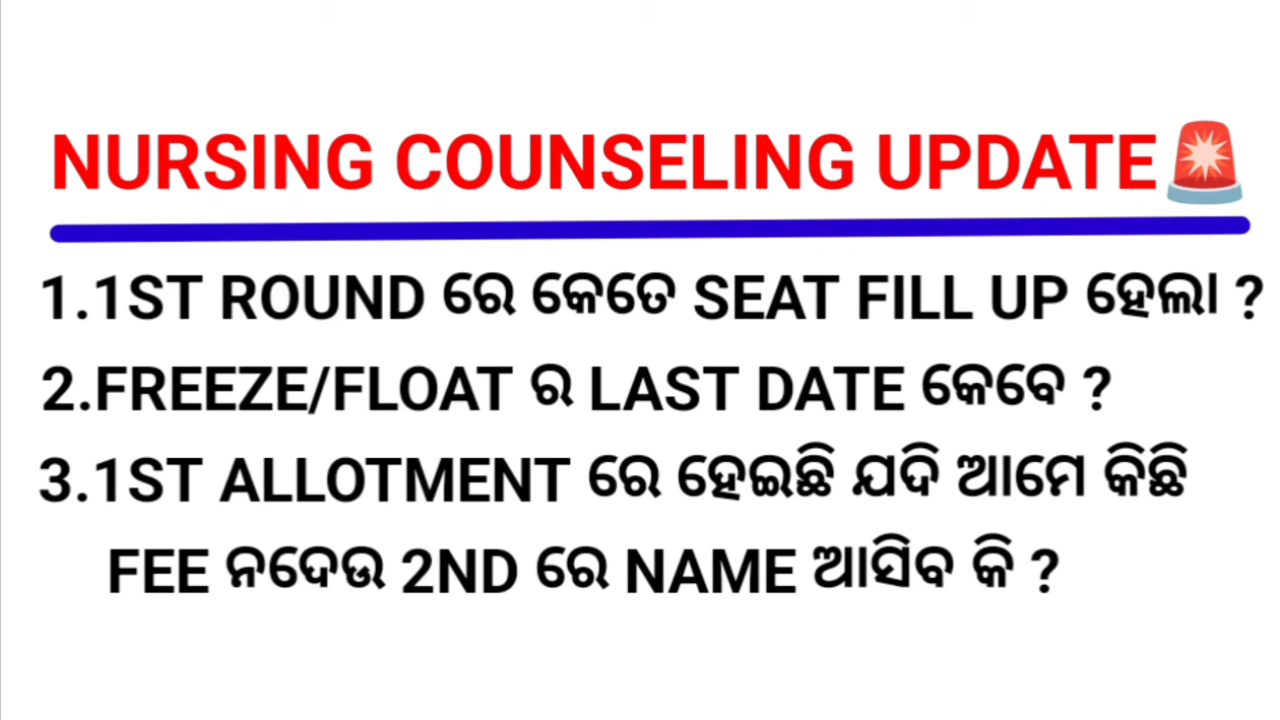 NURSING COUNSELING UPDATE🚨
1.1ST ROUND ରେ କେତେ SEAT FILL UP ହେଲା ?
2.FREEZE/FLOAT ର LAST DATE କେବେ ?
3.1ST ALLOTMENT ରେ ହେଇଛି ଯଦି ଆମେ କିଛି
FEE ନଦେଉ 2ND ରେ NAME ଆସିବ କି ?